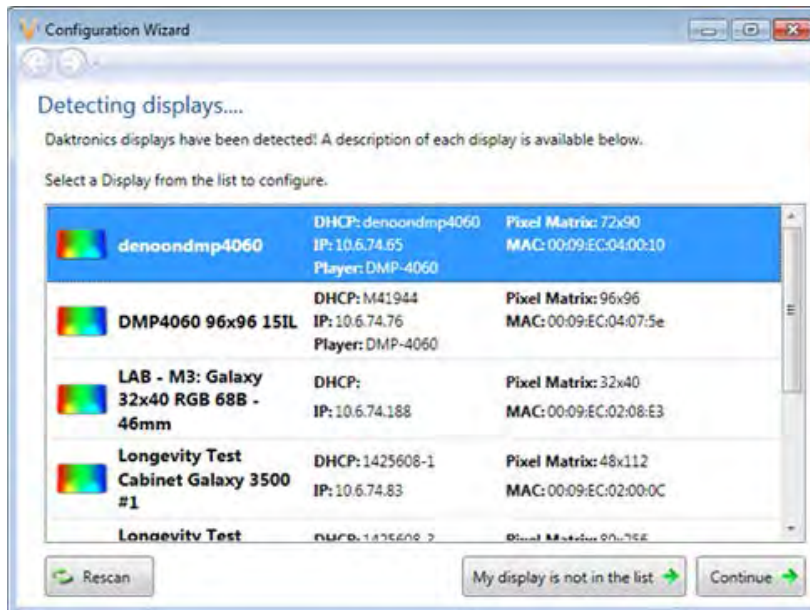 Configuration Wizard
Detecting displays....
Daktronics displays have been detected! A description of each display is available below.
Select a Display from the list to configure.
denoondmp4060
DHCP: denoondmp4060
IP: 10.6.74.65
Player: DMP-4060
Pixel Matrix: 72x90
MAC: 00:09:EC:04:00:10
DMP4060 96x96 15IL
DHCP: M41944
IP: 10.6.74.76
Player: DMP-4060
Pixel Matrix: 96x96
MAC: 00:09:EC:04:07:5e
LAB - M3: Galaxy
32x40 RGB 68B -
46mm
DHCP:
IP: 10.6.74.188
Pixel Matrix: 32x40
MAC: 00:09:EC:02:08:E3
Longevity Test
Cabinet Galaxy 3500
#1
DHCP: 1425608-1
IP: 10.6.74.83
Pixel Matrix: 48x112
MAC: 00:09:EC:02:00:0C
Longevity Test
DHCP: 1425608-2
Pixel Matrix: 80x256
Rescan
My display is not in the list
Continue